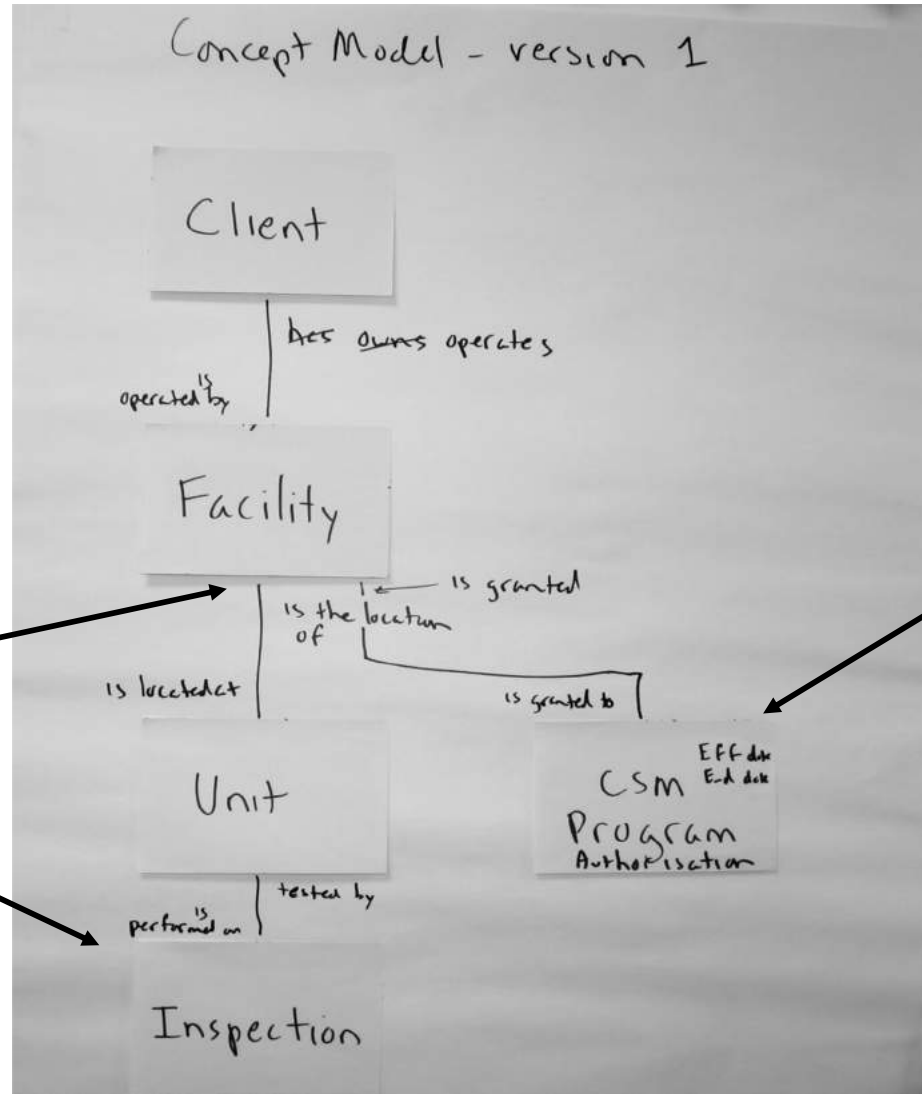 Concept Model - version 1
Client
has owns operates
is
operated by
Facility
is granted
is the location
of
is located at
is granted to
Unit
Eff date
CSM End date
Program
Authorisation
tested by
is
performed on
Inspection